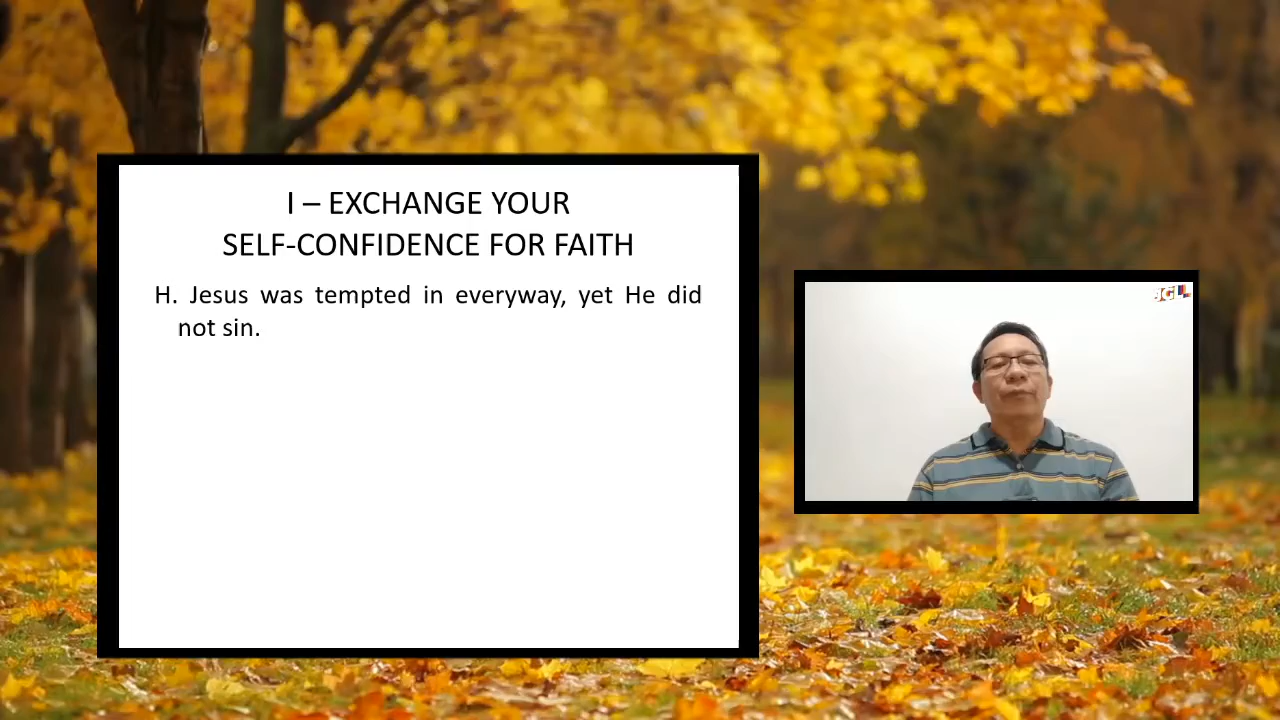 I – EXCHANGE YOUR
SELF-CONFIDENCE FOR FAITH
H. Jesus was tempted in everyway, yet He did
not sin.